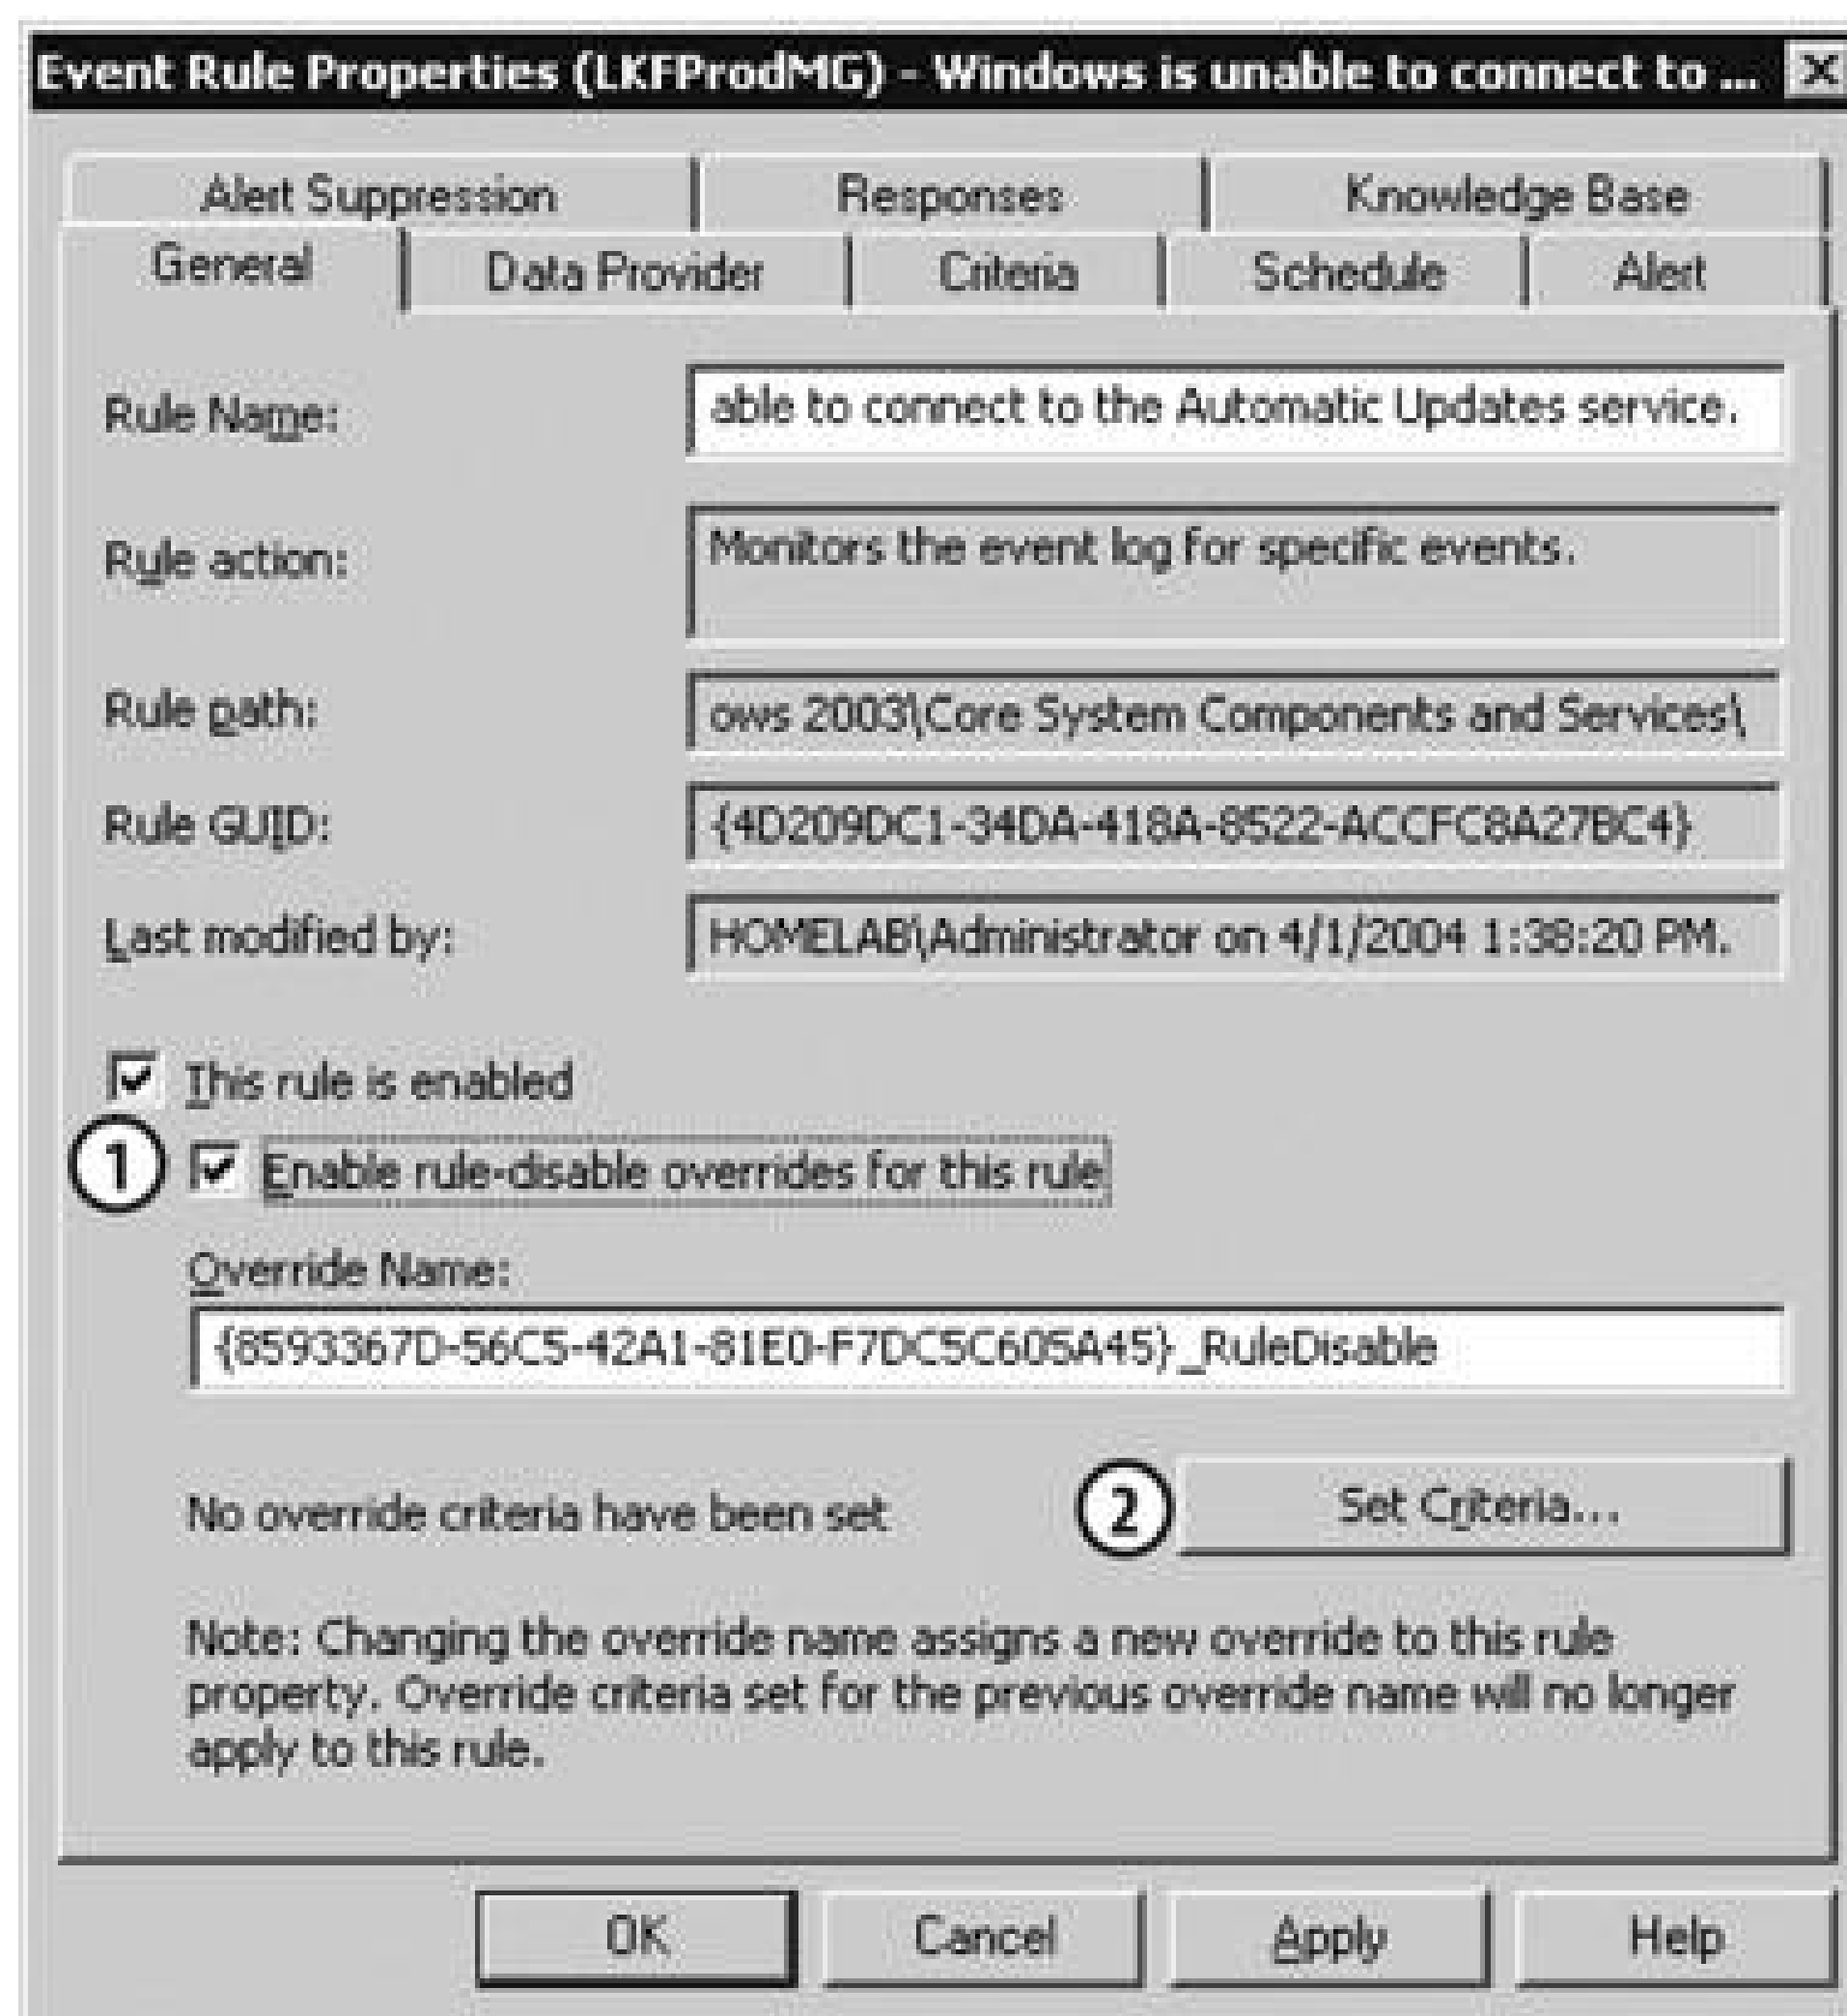 Event Rule Properties (LKFProdMG) - Windows is unable to connect to ...
Alert Suppression
Responses
Knowledge Base
General
Data Provider
Criteria
Schedule
Alert
Rule Name:
able to connect to the Automatic Updates service.
Rule action:
Monitors the event log for specific events.
Rule path:
ows 2003\Core System Components and Services\
Rule GUID:
{4D209DC1-34DA-418A-8522-ACCFC8A27BC4}
Last modified by:
HOMELAB\Administrator on 4/1/2004 1:38:20 PM.
This rule is enabled
1
Enable rule-disable overrides for this rule
Override Name:
{8593367D-56C5-42A1-81E0-F7DC5C605A45}_RuleDisable
No override criteria have been set
2
Set Criteria...
Note: Changing the override name assigns a new override to this rule
property. Override criteria set for the previous override name will no longer
apply to this rule.
OK
Cancel
Apply
Help